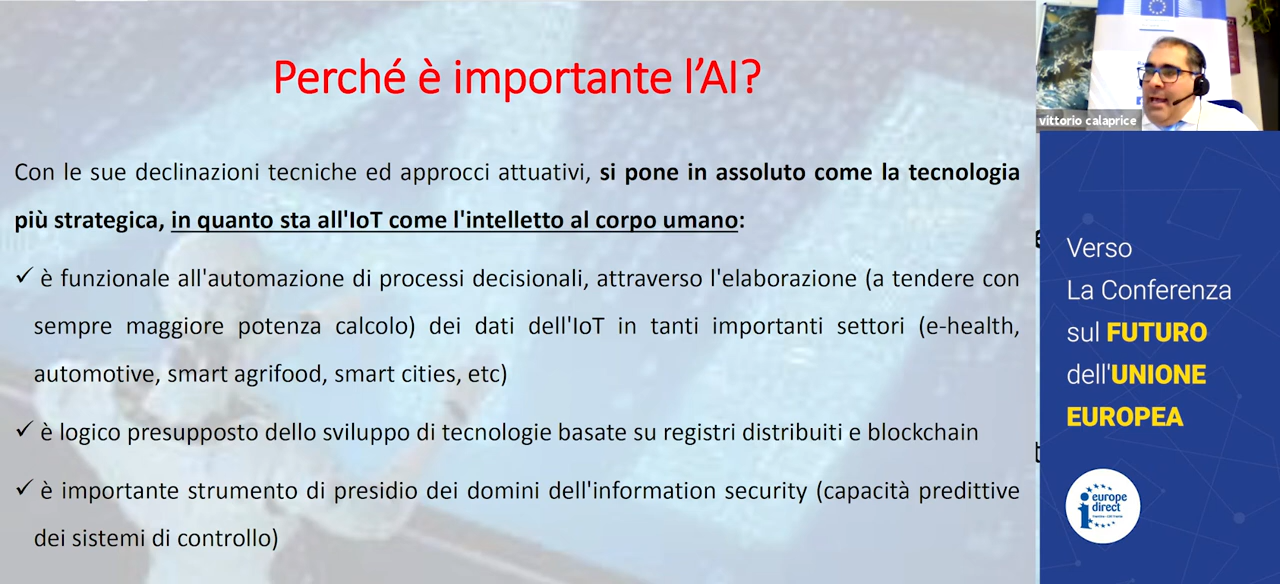 Perché è importante l'AI?
Con le sue declinazioni tecniche ed approcci attuativi, si pone in assoluto come la tecnologia
più strategica, in quanto sta all'IoT come l'intelletto al corpo umano:
✓ è funzionale all'automazione di processi decisionali, attraverso l'elaborazione (a tendere con
sempre maggiore potenza calcolo) dei dati dell'IoT in tanti importanti settori (e-health,
automotive, smart agrifood, smart cities, etc)
✓ è logico presupposto dello sviluppo di tecnologie basate su registri distribuiti e blockchain
✓ è importante strumento di presidio dei domini dell'information security (capacità predittive
dei sistemi di controllo)
vittorio calaprice
Verso
La Conferenza
sul FUTURO
dell'UNIONE
EUROPEA
europe
direct